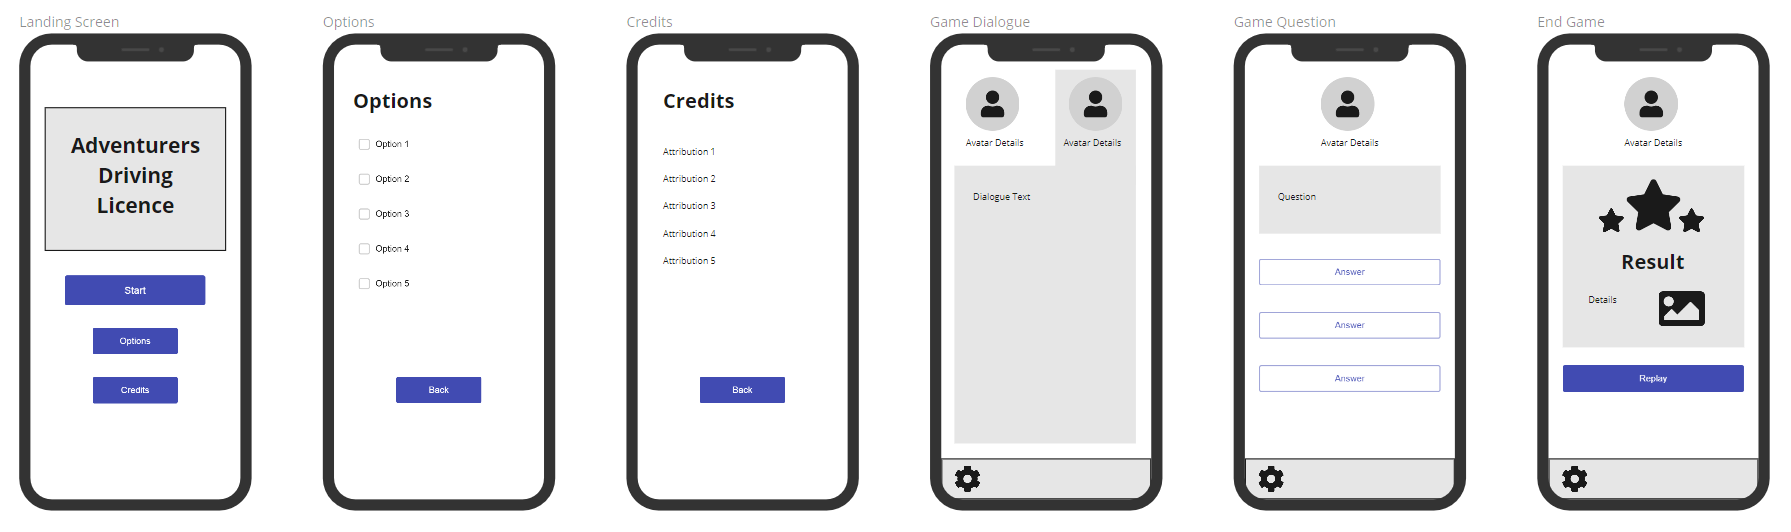 Landing Screen
Adventurers
Driving
Licence
Start
Options
Credits
Options
Options
Option 1
Option 2
Option 3
Option 4
Option 5
Back
Credits
Credits
Attribution 1
Attribution 2
Attribution 3
Attribution 4
Attribution 5
Back
Game Dialogue
Avatar Details
Avatar Details
Dialogue Text
Game Question
Avatar Details
Question
Answer
Answer
Answer
End Game
Avatar Details
Result
Details
Replay